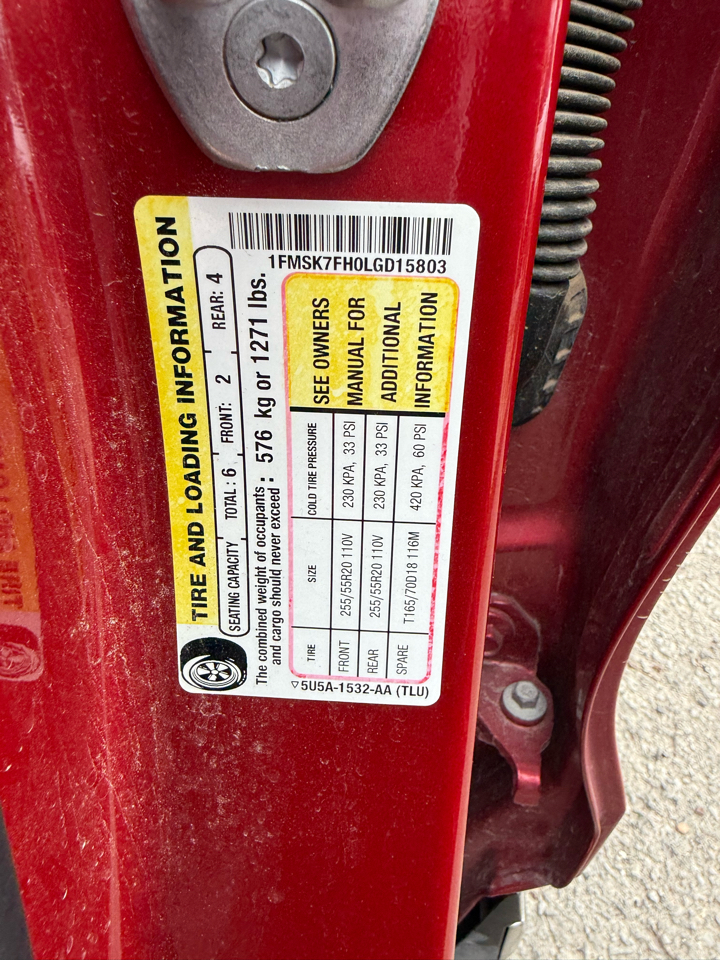 1FMSK7FH0LGD15803
TIRE AND LOADING INFORMATION
SEATING CAPACITY TOTAL : 6 FRONT: 2 REAR: 4
The combined weight of occupants
and cargo should never exceed : 576 kg or 1271 lbs.
TIRE SIZE COLD TIRE PRESSURE
FRONT 255/55R20 110V 230 KPA, 33 PSI
REAR 255/55R20 110V 230 KPA, 33 PSI
SPARE T165/70D18 116M 420 KPA, 60 PSI
SEE OWNERS
MANUAL FOR
ADDITIONAL
INFORMATION
▽5U5A-1532-AA (TLU)